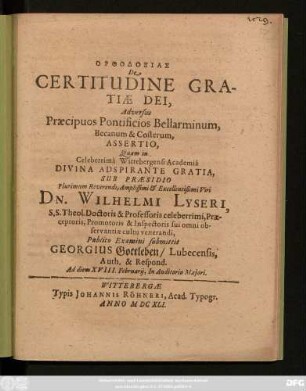 2029.
ΟΡΘΟΔΟΞΙΑΣ
De
CERTITUDINE GRA-
TIÆ DEI,
Adversus
Præcipuos Pontificios Bellarminum,
Becanum & Costerum,
ASSERTIO,
Quam in
Celeberrimâ Wittebergensi Academiâ
DIVINA ADSPIRANTE GRATIA,
SUB PRÆSIDIO
Plurimum Reverendi, Amplissimi & Excellentissimi Viri
DN. WILHELMI LYSERI,
S.S. Theol. Doctoris & Professoris celeberrimi, Præ-
ceptoris, Promotoris & Inspectoris sui omni ob-
servantiæ cultu venerandi,
Publico Examini submittit
GEORGIUS Gottleben / Lubecensis,
Auth. & Respond.
Ad diem XVIII. Februarij, In Auditorio Majori.
WITTEBERGÆ
Typis JOHANNIS RÖHNERI, Acad. Typogr.
ANNO M DC XLI.